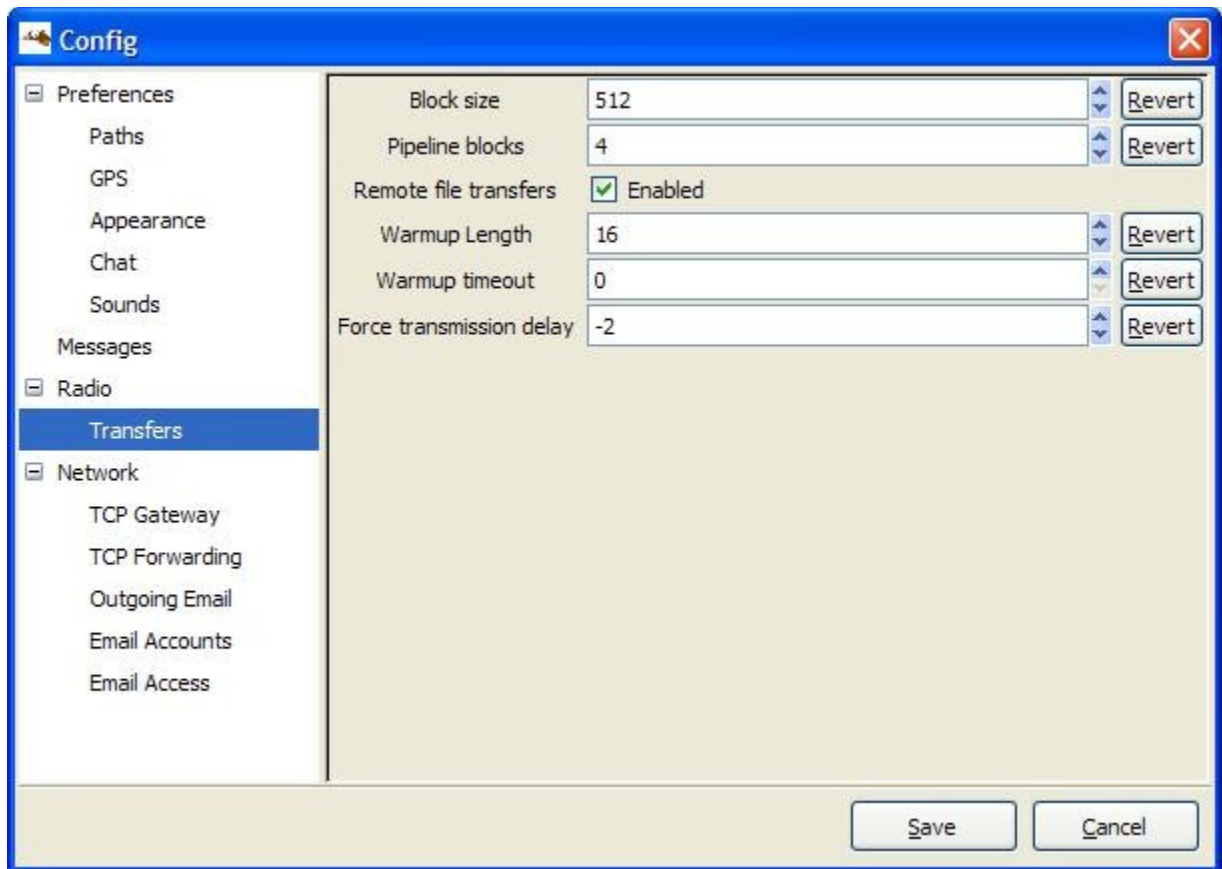 Config
Preferences
Paths
GPS
Appearance
Chat
Sounds
Messages
Radio
Transfers
Network
TCP Gateway
TCP Forwarding
Outgoing Email
Email Accounts
Email Access
Block size 512 Revert
Pipeline blocks 4 Revert
Remote file transfers Enabled
Warmup Length 16 Revert
Warmup timeout 0 Revert
Force transmission delay -2 Revert
Save Cancel